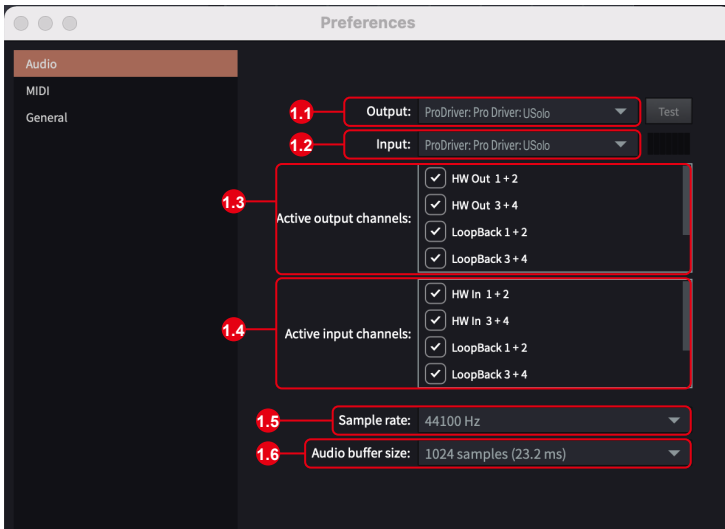 Preferences
Audio
MIDI
General
1.1 Output: ProDriver: Pro Driver: USolo Test
1.2 Input: ProDriver: Pro Driver: USolo
1.3 Active output channels:
HW Out 1 + 2
HW Out 3 + 4
LoopBack 1 + 2
LoopBack 3 + 4
1.4 Active input channels:
HW In 1 + 2
HW In 3 + 4
LoopBack 1 + 2
LoopBack 3 + 4
1.5 Sample rate: 44100 Hz
1.6 Audio buffer size: 1024 samples (23.2 ms)